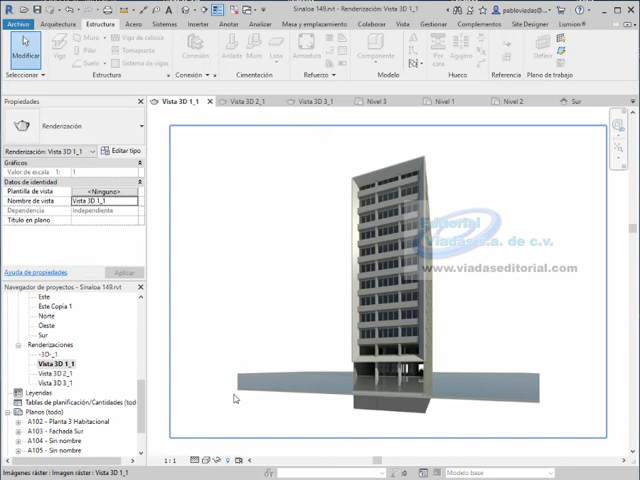 Sinaloa 149.rvt - Renderización: Vista 3D 1_1
pabloviadas@...
Archivo Arquitectura Estructura Acero Sistemas Insertar Anotar Analizar Masa y emplazamiento Colaborar Vista Gestionar Complementos Site Designer Lumion®
Modificar Viga Muro Pilar Suelo Viga de celosía Tornapunta Sistema de vigas Conexión Armadura Componente Por cara Hueco Definir
Seleccionar Estructura Conexión Cimentación Refuerzo Modelo Hueco Referencia Plano de trabajo
Propiedades
Vista 3D 1_1 Vista 3D 2_1 Vista 3D 3_1 Nivel 3 Nivel 1 Nivel 2 Sur
Renderización
Renderización: Vista 3D 1_1 Editar tipo
Gráficos
Valor de escala 1: 1
Datos de identidad
Plantilla de vista <Ninguno>
Nombre de vista Vista 3D 1_1
Dependencia Independiente
Título en plano
Editorial
Viadas s.a. de c.v.
www.viadaseditorial.com
Ayuda de propiedades Aplicar
Navegador de proyectos - Sinaloa 149.rvt
Este
Este Copia 1
Norte
Oeste
Sur
Renderizaciones
-3D-_1
Vista 3D 1_1
Vista 3D 2_1
Vista 3D 3_1
Leyendas
Tablas de planificación/Cantidades (tod
Planos (todo)
A102 - Planta 3 Habitacional
A103 - Fachada Sur
A104 - Sin nombre
A105 - Sin nombre
1 : 1
Imágenes ráster : Imagen ráster : Vista 3D 1_1
:0 Modelo base